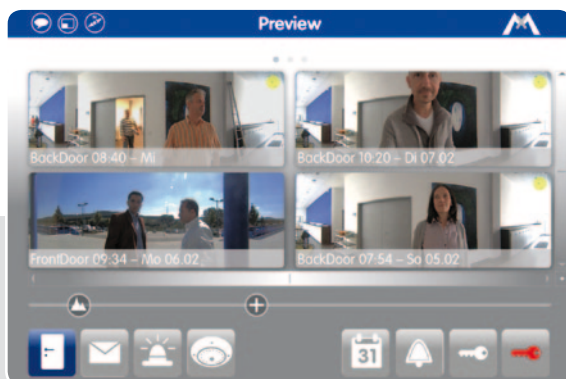 Preview
BackDoor 08:40 – Mi
BackDoor 10:20 – Di 07.02
FrontDoor 09:34 – Mo 06.02
BackDoor 07:54 – So 05.02
31